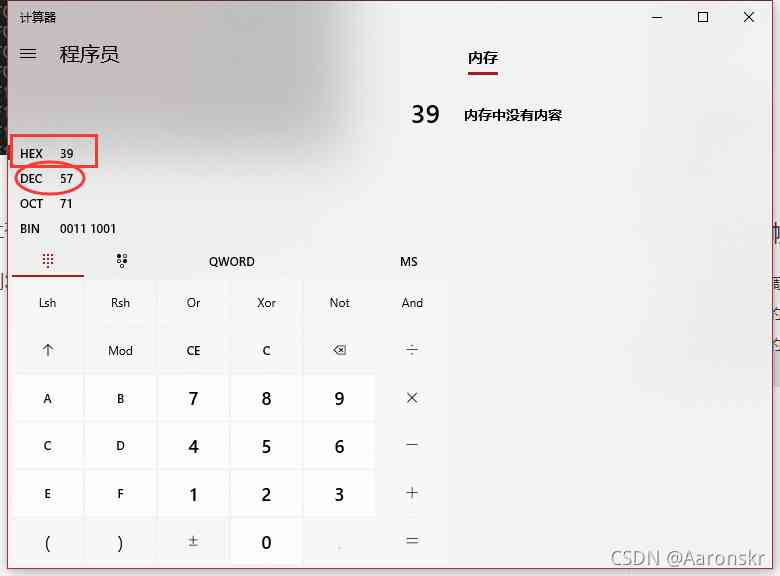 计算器
程序员
内存
39
内存中没有内容
HEX 39
DEC 57
OCT 71
BIN 0011 1001
QWORD MS
Lsh Rsh Or Xor Not And
↑ Mod CE C ⌫ ÷
A B 7 8 9 ×
C D 4 5 6 −
E F 1 2 3 +
( ) ± 0 . =
CSDN @Aaronskr